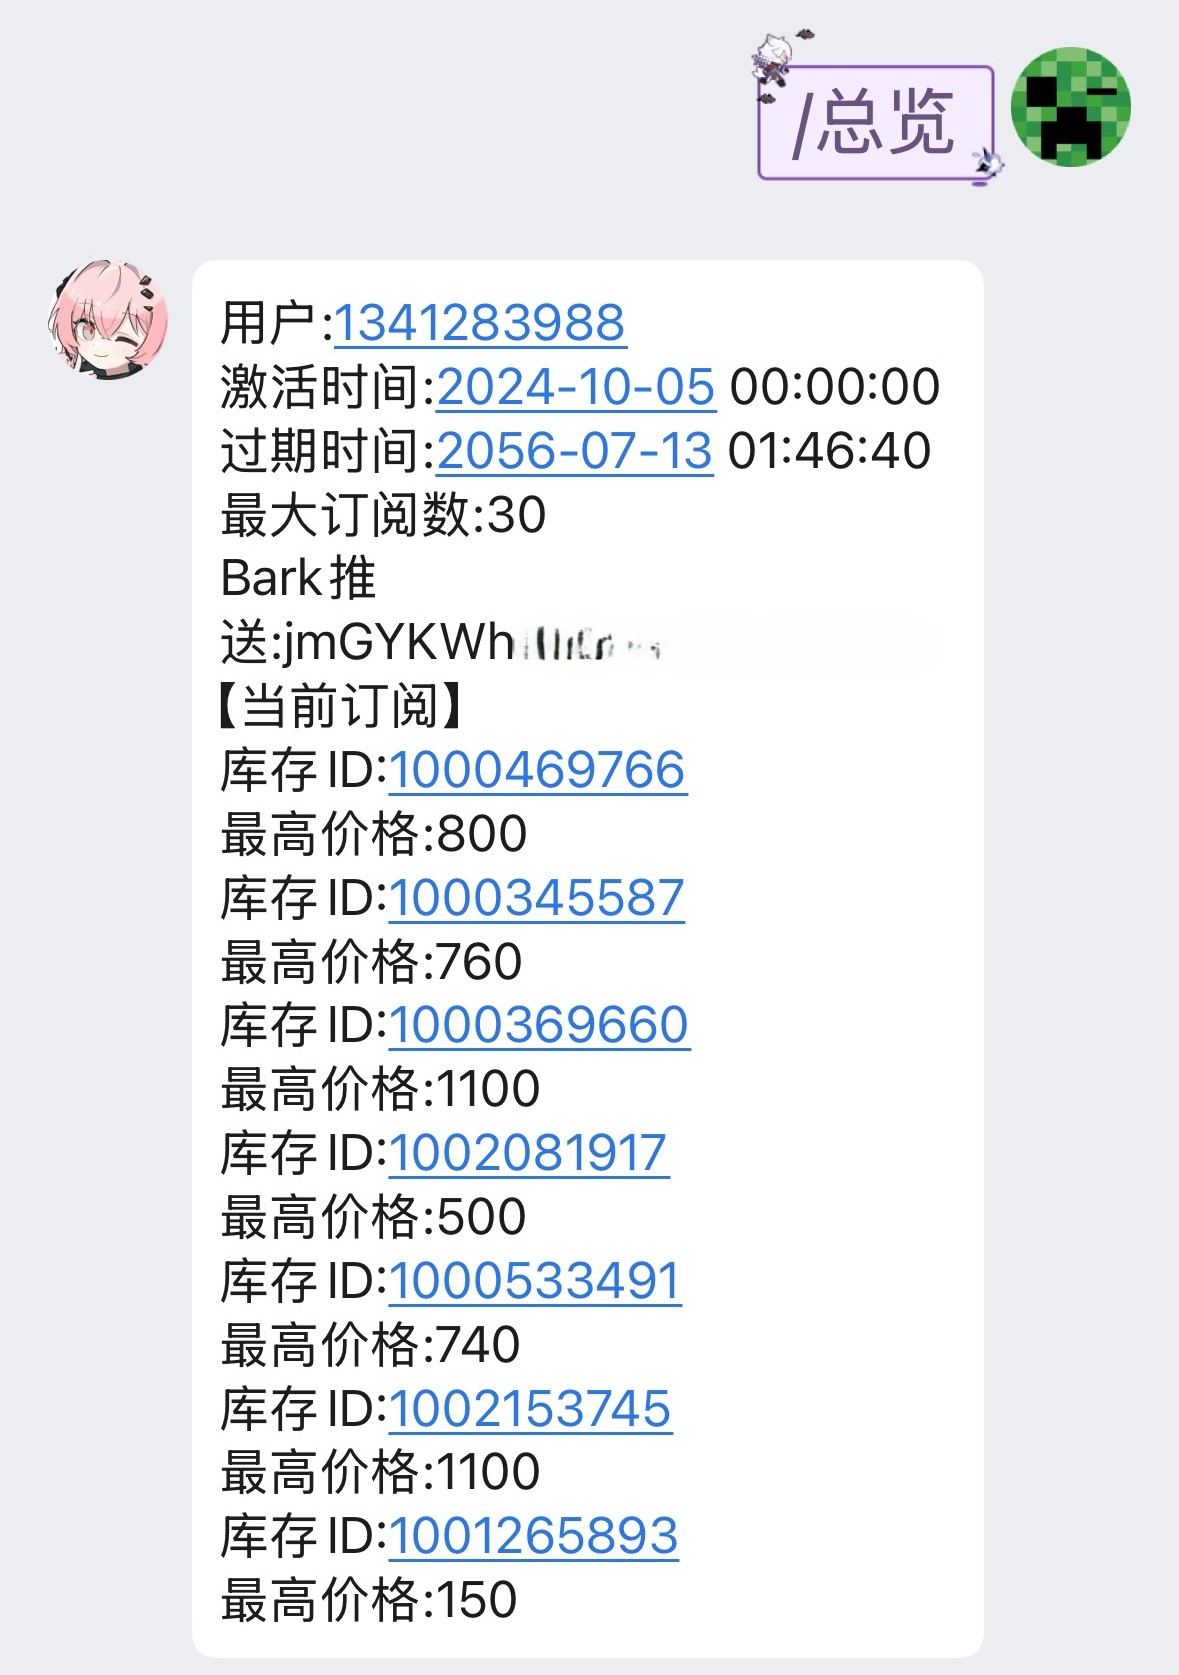 /总览
用户:1341283988
激活时间:2024-10-05 00:00:00
过期时间:2056-07-13 01:46:40
最大订阅数:30
Bark推
送:jmGYKWh
【当前订阅】
库存ID:1000469766
最高价格:800
库存ID:1000345587
最高价格:760
库存ID:1000369660
最高价格:1100
库存ID:1002081917
最高价格:500
库存ID:1000533491
最高价格:740
库存ID:1002153745
最高价格:1100
库存ID:1001265893
最高价格:150